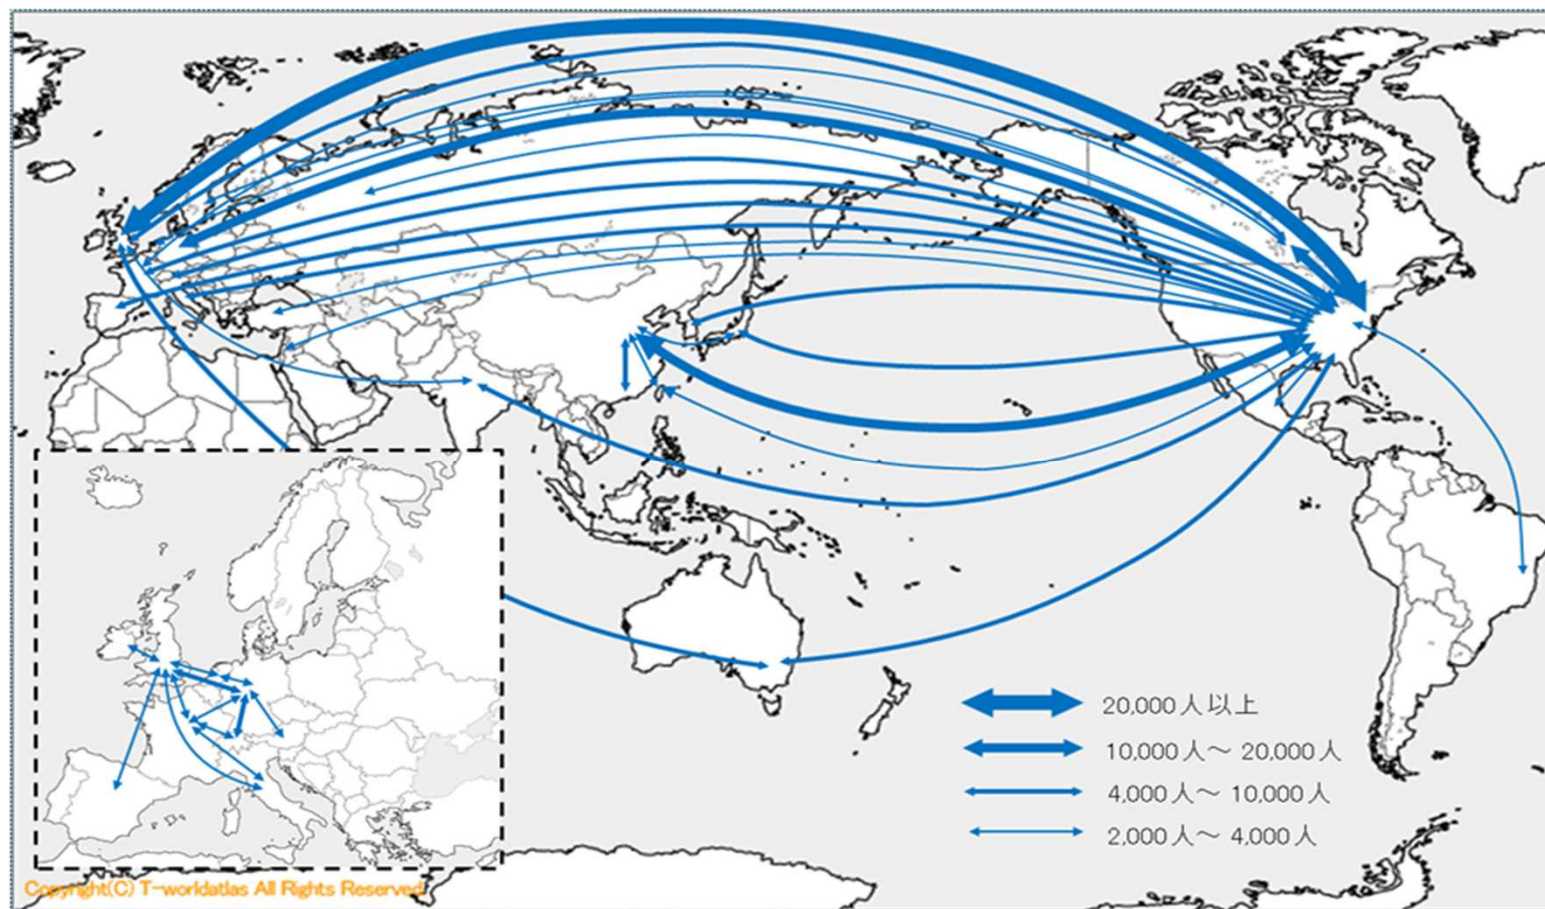 20,000人以上
10,000人～20,000人
4,000人～10,000人
2,000人～4,000人
Copyright(C) T-worldatlas All Rights Reserved